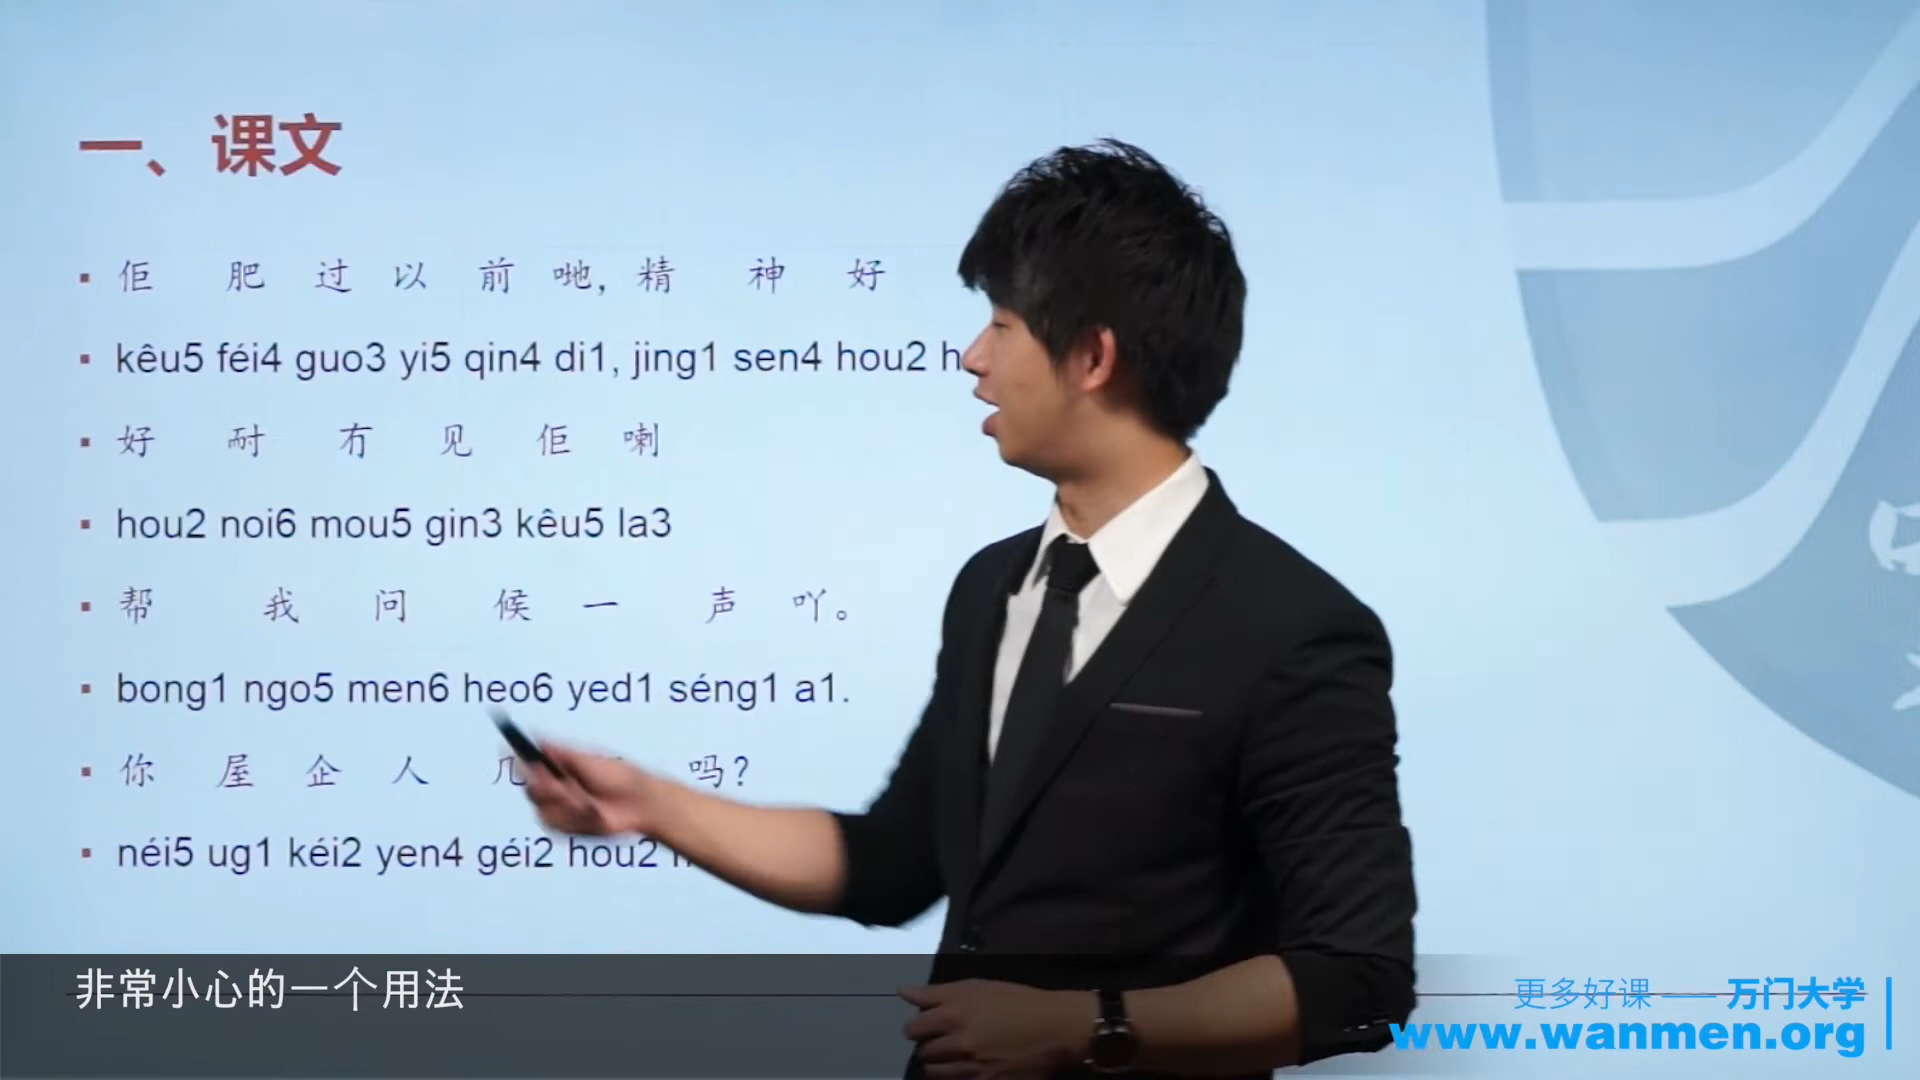 一、课文
佢 肥 过 以 前 哋, 精 神 好
kêu5 féi4 guo3 yi5 qin4 di1, jing1 sen4 hou2
好 耐 冇 见 佢 喇
hou2 noi6 mou5 gin3 kêu5 la3
帮 我 问 候 一 声 吖。
bong1 ngo5 men6 heo6 yed1 séng1 a1.
你 屋 企 人 几 吗?
néi5 ug1 kéi2 yen4 géi2 hou2
非常小心的一个用法
更多好课 —— 万门大学
www.wanmen.org